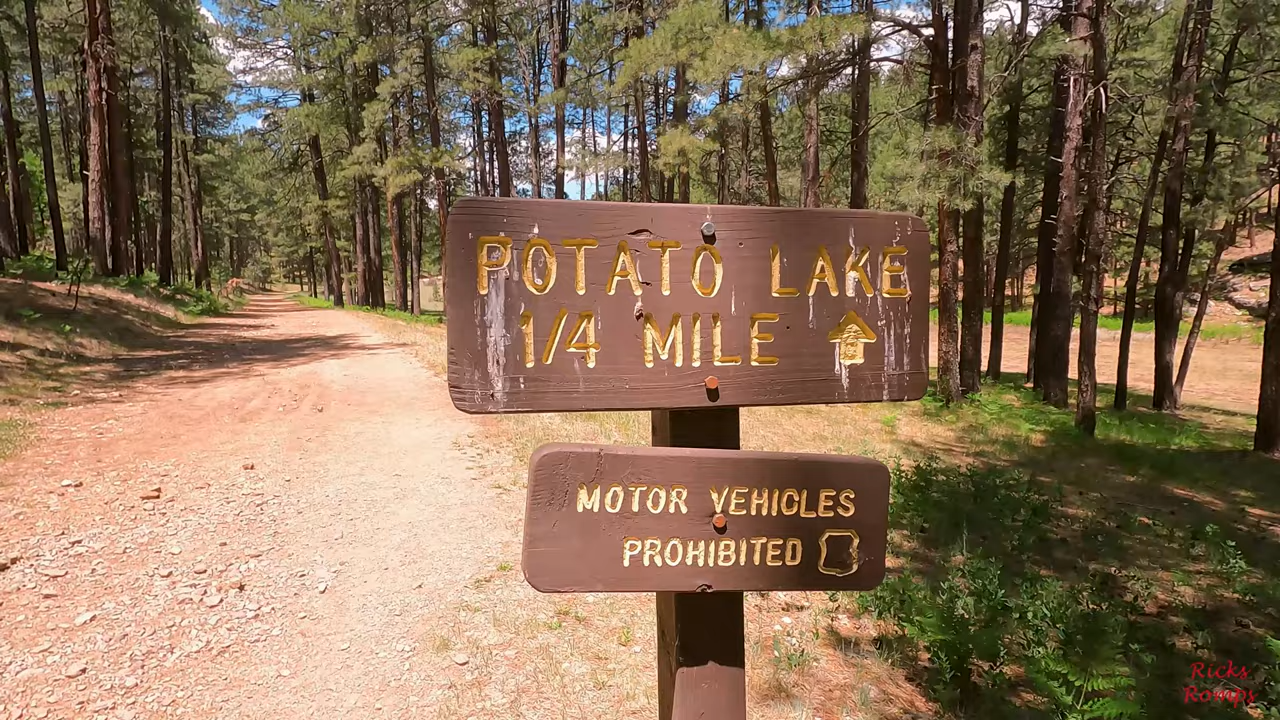 POTATO LAKE
1/4 MILE
MOTOR VEHICLES
PROHIBITED
Ricks
Romps